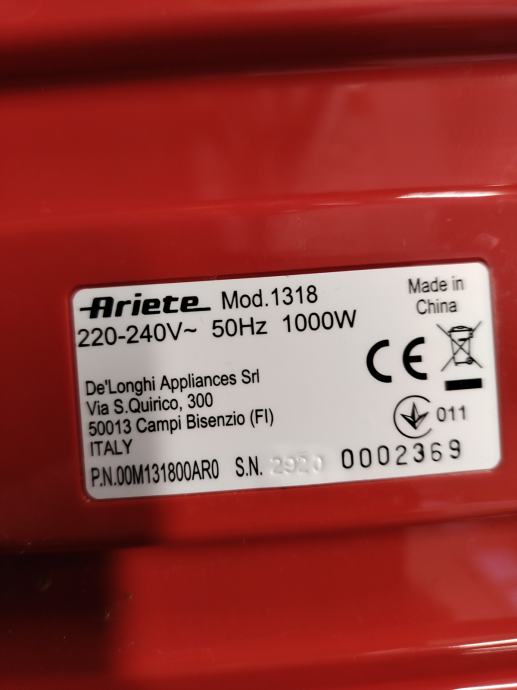 Ariete Mod.1318
220-240V~ 50Hz 1000W
Made in
China
De'Longhi Appliances Srl
Via S.Quirico, 300
50013 Campi Bisenzio (FI)
ITALY
CE
011
P.N.00M131800AR0 S.N. 2920 0002369